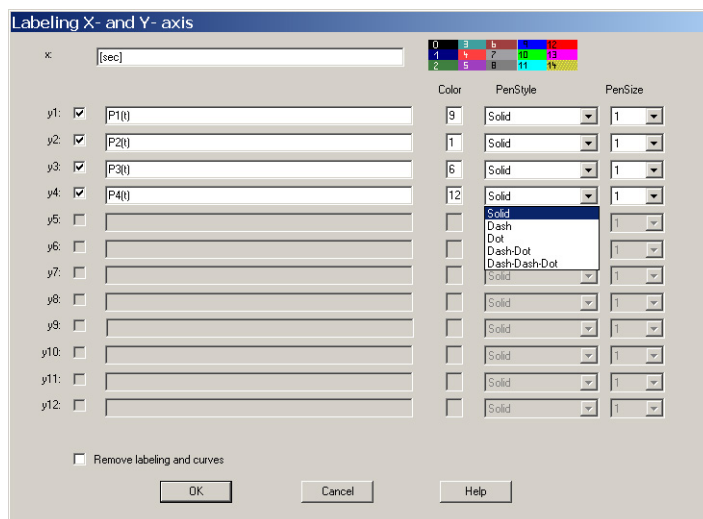 Labeling X- and Y- axis
x: [sec]
0 3 6 9 12
1 4 7 10 13
2 5 8 11 14
Color PenStyle PenSize
y1: P1(t) 9 Solid 1
y2: P2(t) 1 Solid 1
y3: P3(t) 6 Solid 1
y4: P4(t) 12 Solid 1
Solid
y5: 1
Dash
Dot
y6: 1
Dash-Dot
Dash-Dash-Dot
y7: Solid 1
y8: Solid 1
y9: Solid 1
y10: Solid 1
y11: Solid 1
y12: Solid 1
Remove labeling and curves
OK Cancel Help